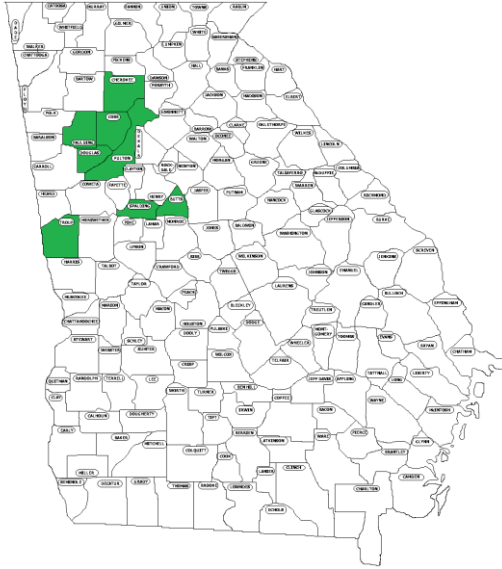 CATOOSA
MURRAY
FANNIN
UNION
TOWNS
RABUN
DADE
WHITFIELD
GILMER
WHITE
HABERSHAM
WALKER
LUMPKIN
CHATTOOGA
GORDON
PICKENS
STEPHENS
HALL
BANKS
FRANKLIN
HART
BARTOW
CHEROKEE
DAWSON
FORSYTH
FLOYD
JACKSON
MADISON
ELBERT
POLK
COBB
GWINNETT
BARROW
CLARKE
OGLETHORPE
HARALSON
PAULDING
DEKALB
WALTON
OCONEE
WILKES
LINCOLN
DOUGLAS
FULTON
CARROLL
CLAYTON
ROCKDALE
NEWTON
MORGAN
GREENE
TALIAFERRO
MCDUFFIE
COLUMBIA
HEARD
COWETA
FAYETTE
HENRY
BUTTS
JASPER
PUTNAM
WARREN
RICHMOND
SPALDING
HANCOCK
GLASCOCK
TROUP
MERIWETHER
PIKE
LAMAR
MONROE
JONES
BALDWIN
JEFFERSON
BURKE
UPSON
WASHINGTON
HARRIS
TALBOT
CRAWFORD
BIBB
WILKINSON
JENKINS
SCREVEN
TWIGGS
JOHNSON
EMANUEL
TAYLOR
LAURENS
MUSCOGEE
PEACH
MARION
MACON
BLECKLEY
TREUTLEN
CANDLER
BULLOCH
EFFINGHAM
CHATTAHOOCHEE
HOUSTON
PULASKI
DODGE
STEWART
SCHLEY
DOOLY
WHEELER
MONT-
GOMERY
TOOMBS
EVANS
BRYAN
CHATHAM
WEBSTER
SUMTER
WILCOX
TELFAIR
CRISP
QUITMAN
RANDOLPH
TERRELL
LEE
TURNER
BEN HILL
JEFF DAVIS
APPLING
TATTNALL
LONG
LIBERTY
CLAY
WORTH
COFFEE
WAYNE
CALHOUN
DOUGHERTY
TIFT
IRWIN
BACON
MCINTOSH
EARLY
BAKER
MITCHELL
BERRIEN
ATKINSON
WARE
PIERCE
GLYNN
COLQUITT
COOK
BRANTLEY
MILLER
LANIER
CLINCH
CAMDEN
SEMINOLE
DECATUR
GRADY
THOMAS
BROOKS
LOWNDES
CHARLTON
ECHOLS